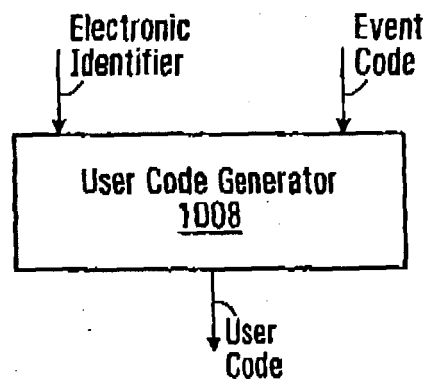 Electronic
Identifier
Event
Code
User Code Generator
1008
User
Code